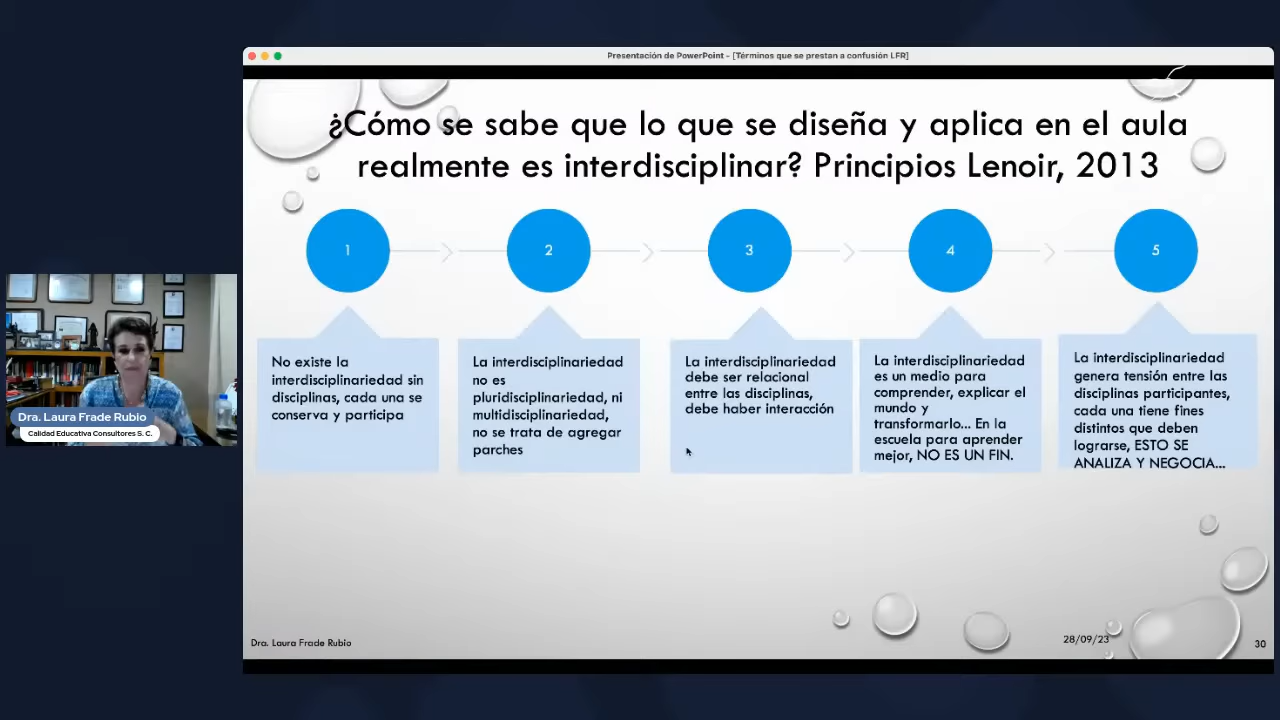 Presentación de PowerPoint - [Términos que se prestan a confusión LFR]
¿Cómo se sabe que lo que se diseña y aplica en el aula
realmente es interdisciplinar? Principios Lenoir, 2013
1
2
3
4
5
No existe la
interdisciplinariedad sin
disciplinas, cada una se
conserva y participa
La interdisciplinariedad
no es
pluridisciplinariedad, ni
multidisciplinariedad,
no se trata de agregar
parches
La interdisciplinariedad
debe ser relacional
entre las disciplinas,
debe haber interacción
La interdisciplinariedad
es un medio para
comprender, explicar el
mundo y
transformarlo... En la
escuela para aprender
mejor, NO ES UN FIN.
La interdisciplinariedad
genera tensión entre las
disciplinas participantes,
cada una tiene fines
distintos que deben
lograrse, ESTO SE
ANALIZA Y NEGOCIA...
Dra. Laura Frade Rubio
Calidad Educativa Consultores S. C.
Dra. Laura Frade Rubio
28/09/23
30